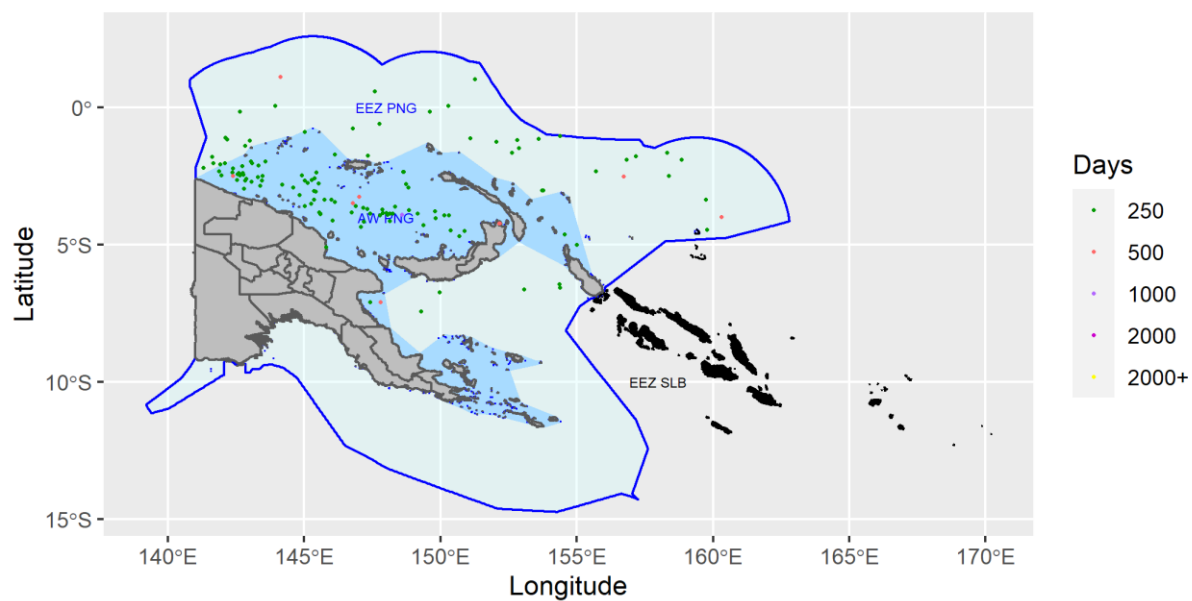 Latitude
0°
5°S
10°S
15°S
EEZ PNG
AW PNG
EEZ SLB
140°E
145°E
150°E
155°E
160°E
165°E
170°E
Longitude
Days
250
500
1000
2000
2000+